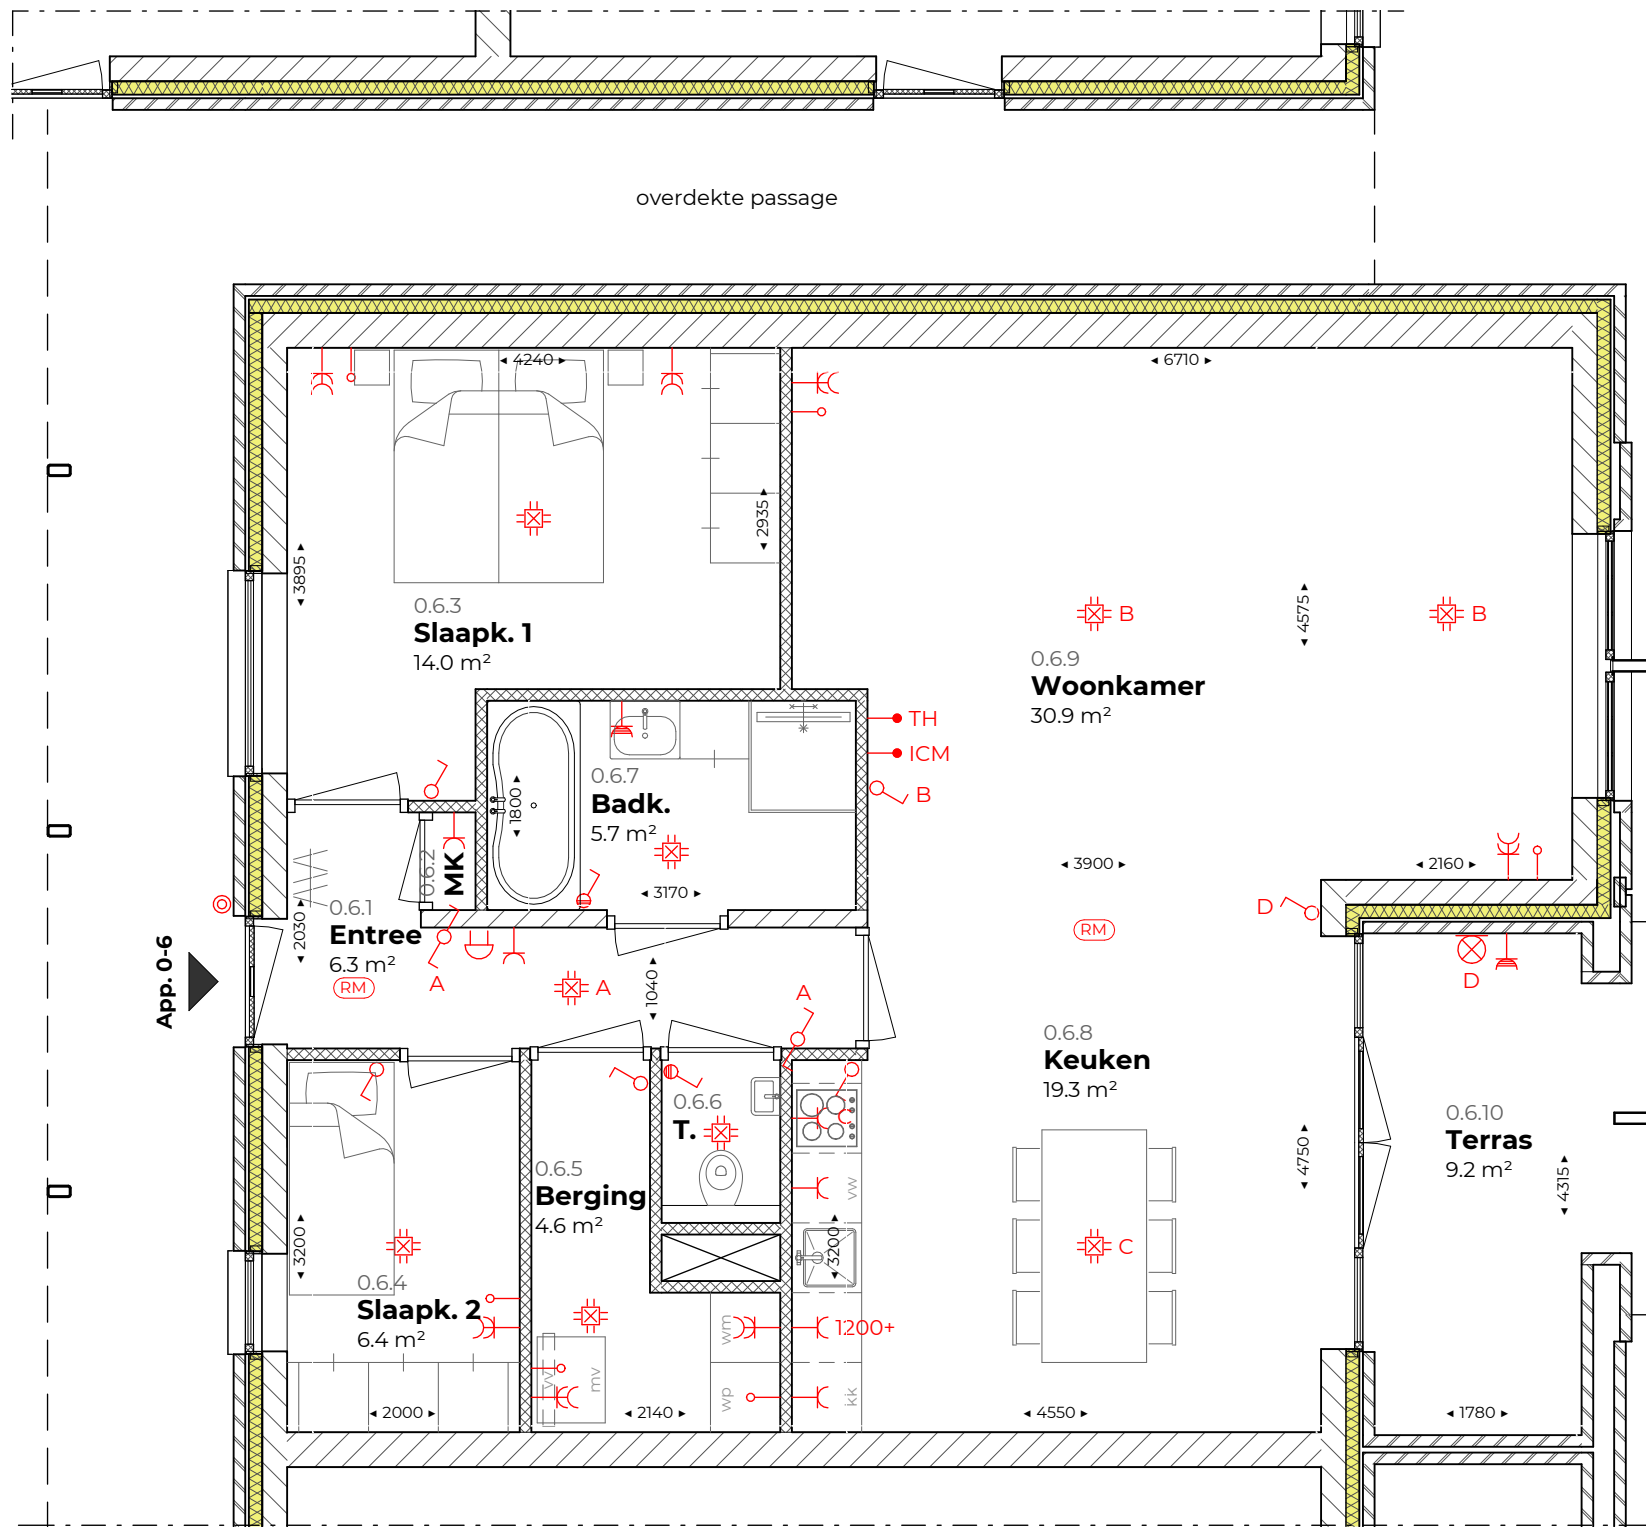 overdekte passage
4240
6710
3895
2935
0.6.3
Slaapk. 1
14.0 m²
B
B
4575
0.6.9
Woonkamer
30.9 m²
TH
ICM
B
0.6.7
Badk.
5.7 m²
1800
3170
0.6.2
MK
3900
2160
D
RM
D
App. 0-6
2030
0.6.1
Entree
6.3 m²
RM
A
A
1040
A
0.6.8
Keuken
19.3 m²
0.6.6
T.
0.6.5
Berging
4.6 m²
0.6.10
Terras
9.2 m²
4750
4315
vw
3200
3200
C
0.6.4
Slaapk. 2
6.4 m²
wm
1200+
vv
mv
wp
kk
2000
2140
4550
1780